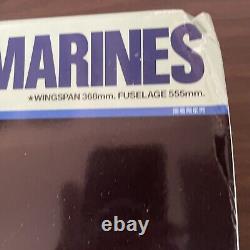 MARINES
★WINGSPAN 368mm. FUSELAGE 555mm.